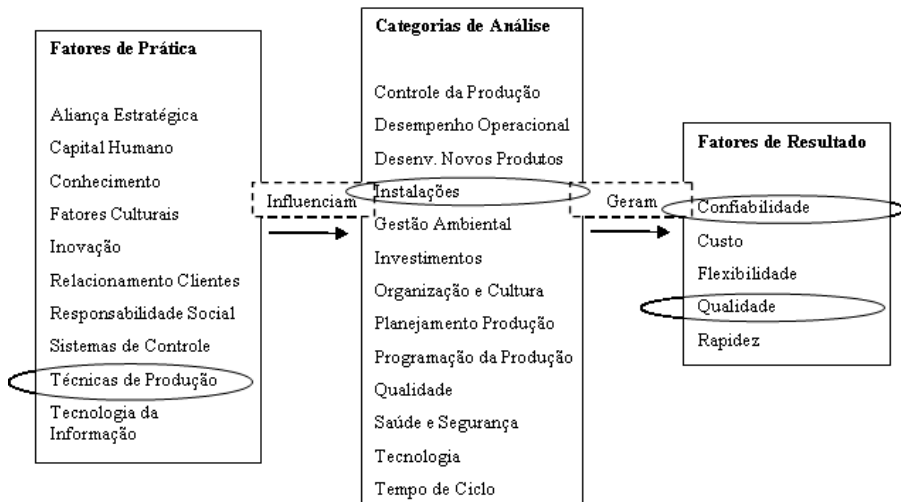 Fatores de Prática
Aliança Estratégica
Capital Humano
Conhecimento
Fatores Culturais
Inovação
Relacionamento Clientes
Responsabilidade Social
Sistemas de Controle
Técnicas de Produção
Tecnologia da
Informação
Influenciam
Categorias de Análise
Controle da Produção
Desempenho Operacional
Desenv. Novos Produtos
Instalações
Gestão Ambiental
Investimentos
Organização e Cultura
Planejamento Produção
Programação da Produção
Qualidade
Saúde e Segurança
Tecnologia
Tempo de Ciclo
Geram
Fatores de Resultado
Confiabilidade
Custo
Flexibilidade
Qualidade
Rapidez